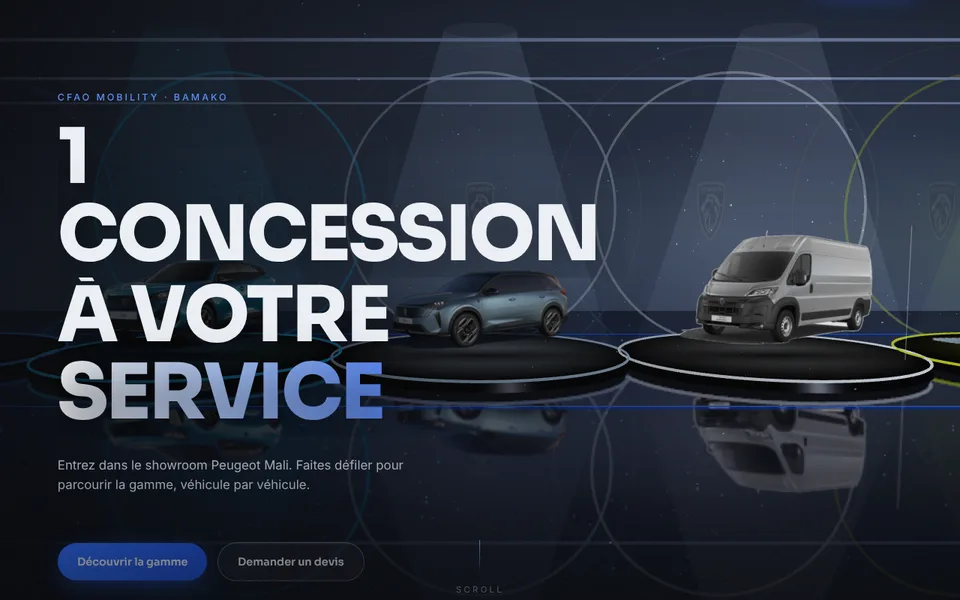 CFAO MOBILITY · BAMAKO
1
CONCESSION
À VOTRE
SERVICE
Entrez dans le showroom Peugeot Mali. Faites défiler pour
parcourir la gamme, véhicule par véhicule.
Découvrir la gamme
Demander un devis
SCROLL